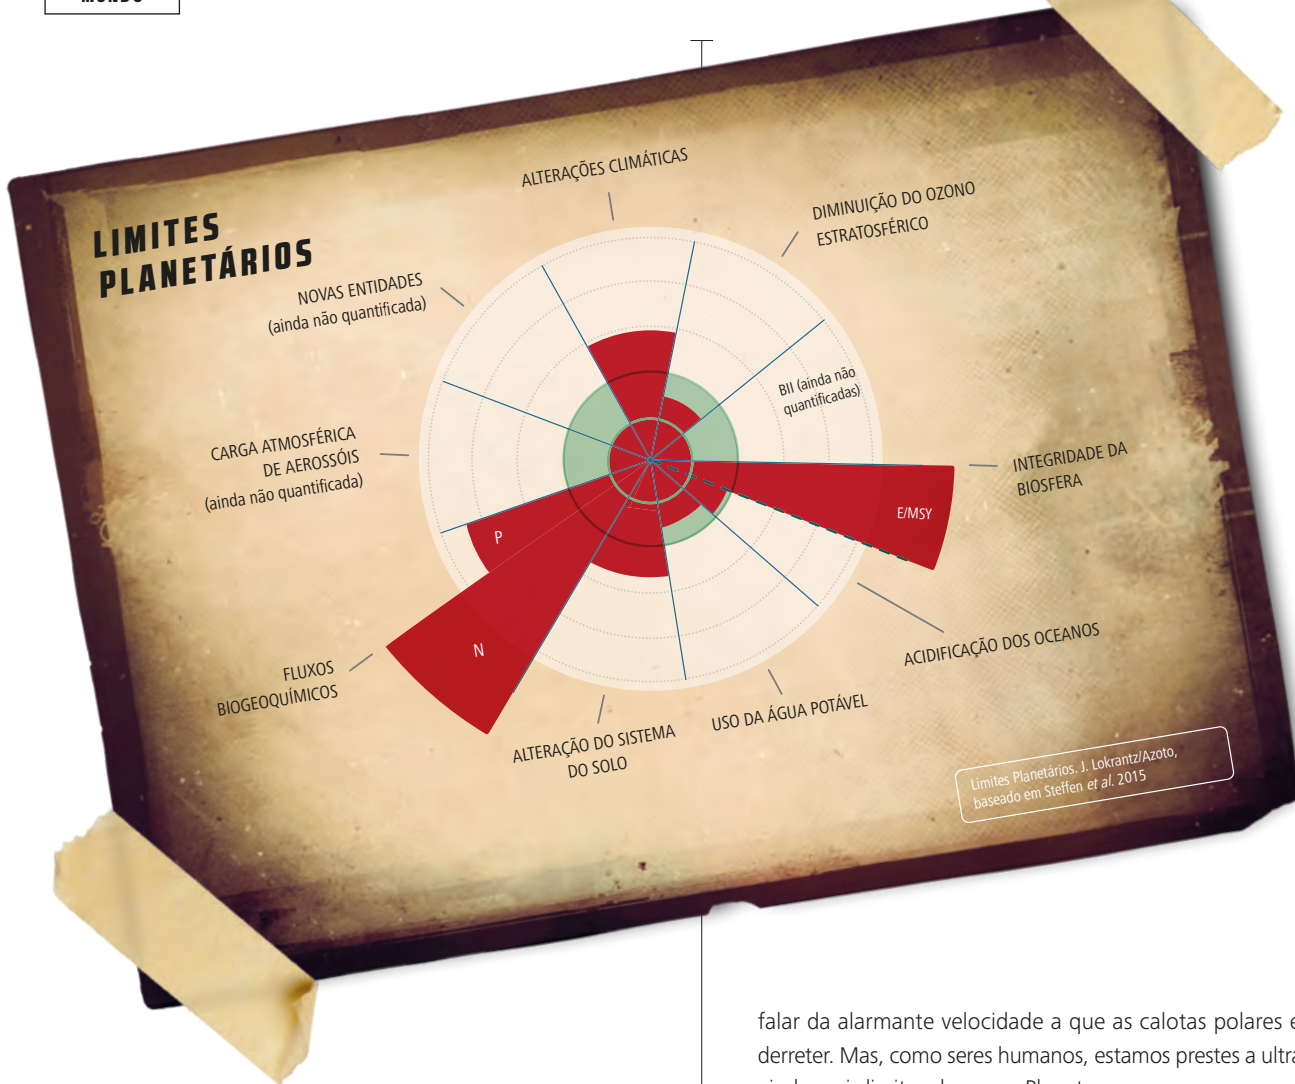 LIMITES
PLANETÁRIOS
ALTERAÇÕES CLIMÁTICAS
DIMINUIÇÃO DO OZONO
ESTRATOSFÉRICO
NOVAS ENTIDADES
(ainda não quantificada)
BII (ainda não
quantificadas)
CARGA ATMOSFÉRICA
DE AEROSSÓIS
(ainda não quantificada)
INTEGRIDADE DA
BIOSFERA
E/MSY
P
N
ACIDIFICAÇÃO DOS OCEANOS
FLUXOS
BIOGEOQUÍMICOS
USO DA ÁGUA POTÁVEL
ALTERAÇÃO DO SISTEMA
DO SOLO
Limites Planetários. J. Lokrantz/Azoto,
baseado em Steffen et al. 2015
falar da alarmante velocidade a que as calotas polares e
derreter. Mas, como seres humanos, estamos prestes a ultra